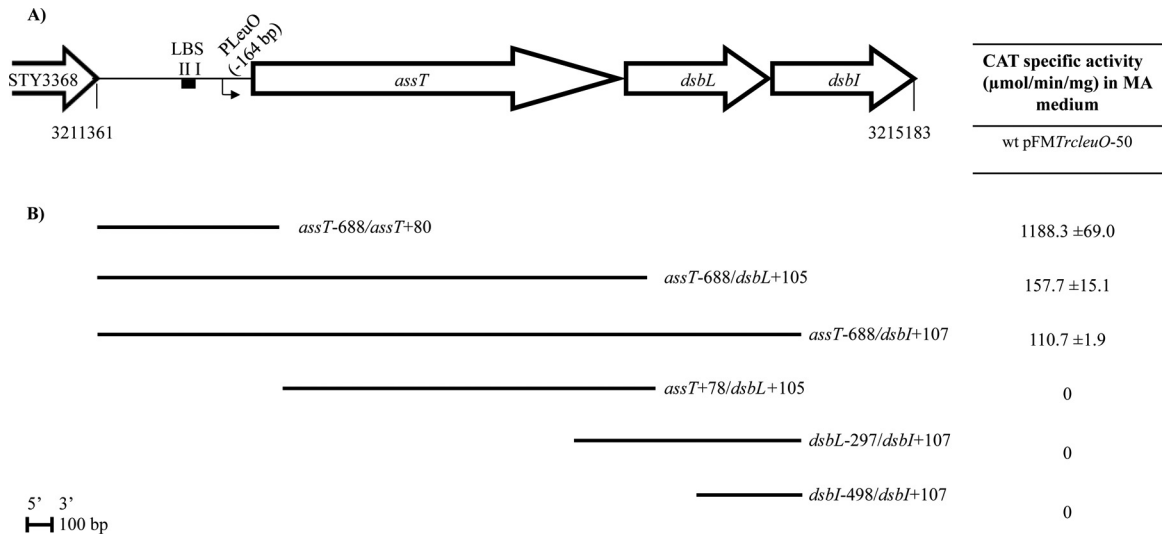 A)
STY3368
LBS
II I
PLeuO
(-164 bp)
assT
dsbL
dsbI
3211361
3215183
CAT specific activity
(µmol/min/mg) in MA
medium
wt pFMTrcleuO-50
B)
assT-688/assT+80
1188.3 ±69.0
assT-688/dsbL+105
157.7 ±15.1
assT-688/dsbI+107
110.7 ±1.9
assT+78/dsbL+105
0
dsbL-297/dsbI+107
0
dsbI-498/dsbI+107
0
5’ 3’
100 bp